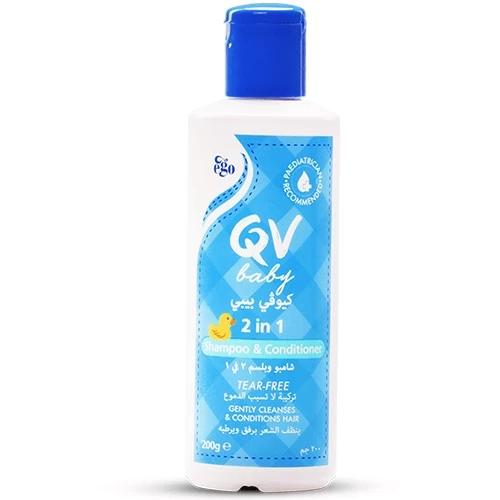 ego
PAEDIATRICIAN
RECOMMENDED
QV
baby
كيوڤي بيبي
2 in 1
Shampoo & Conditioner
شامبو وبلسم ٢ في ١
TEAR-FREE
تركيبة لا تسبب الدموع
GENTLY CLEANSES
& CONDITIONS HAIR
ينظف الشعر برفق ويرطبه
200g e
٢٠٠ جم